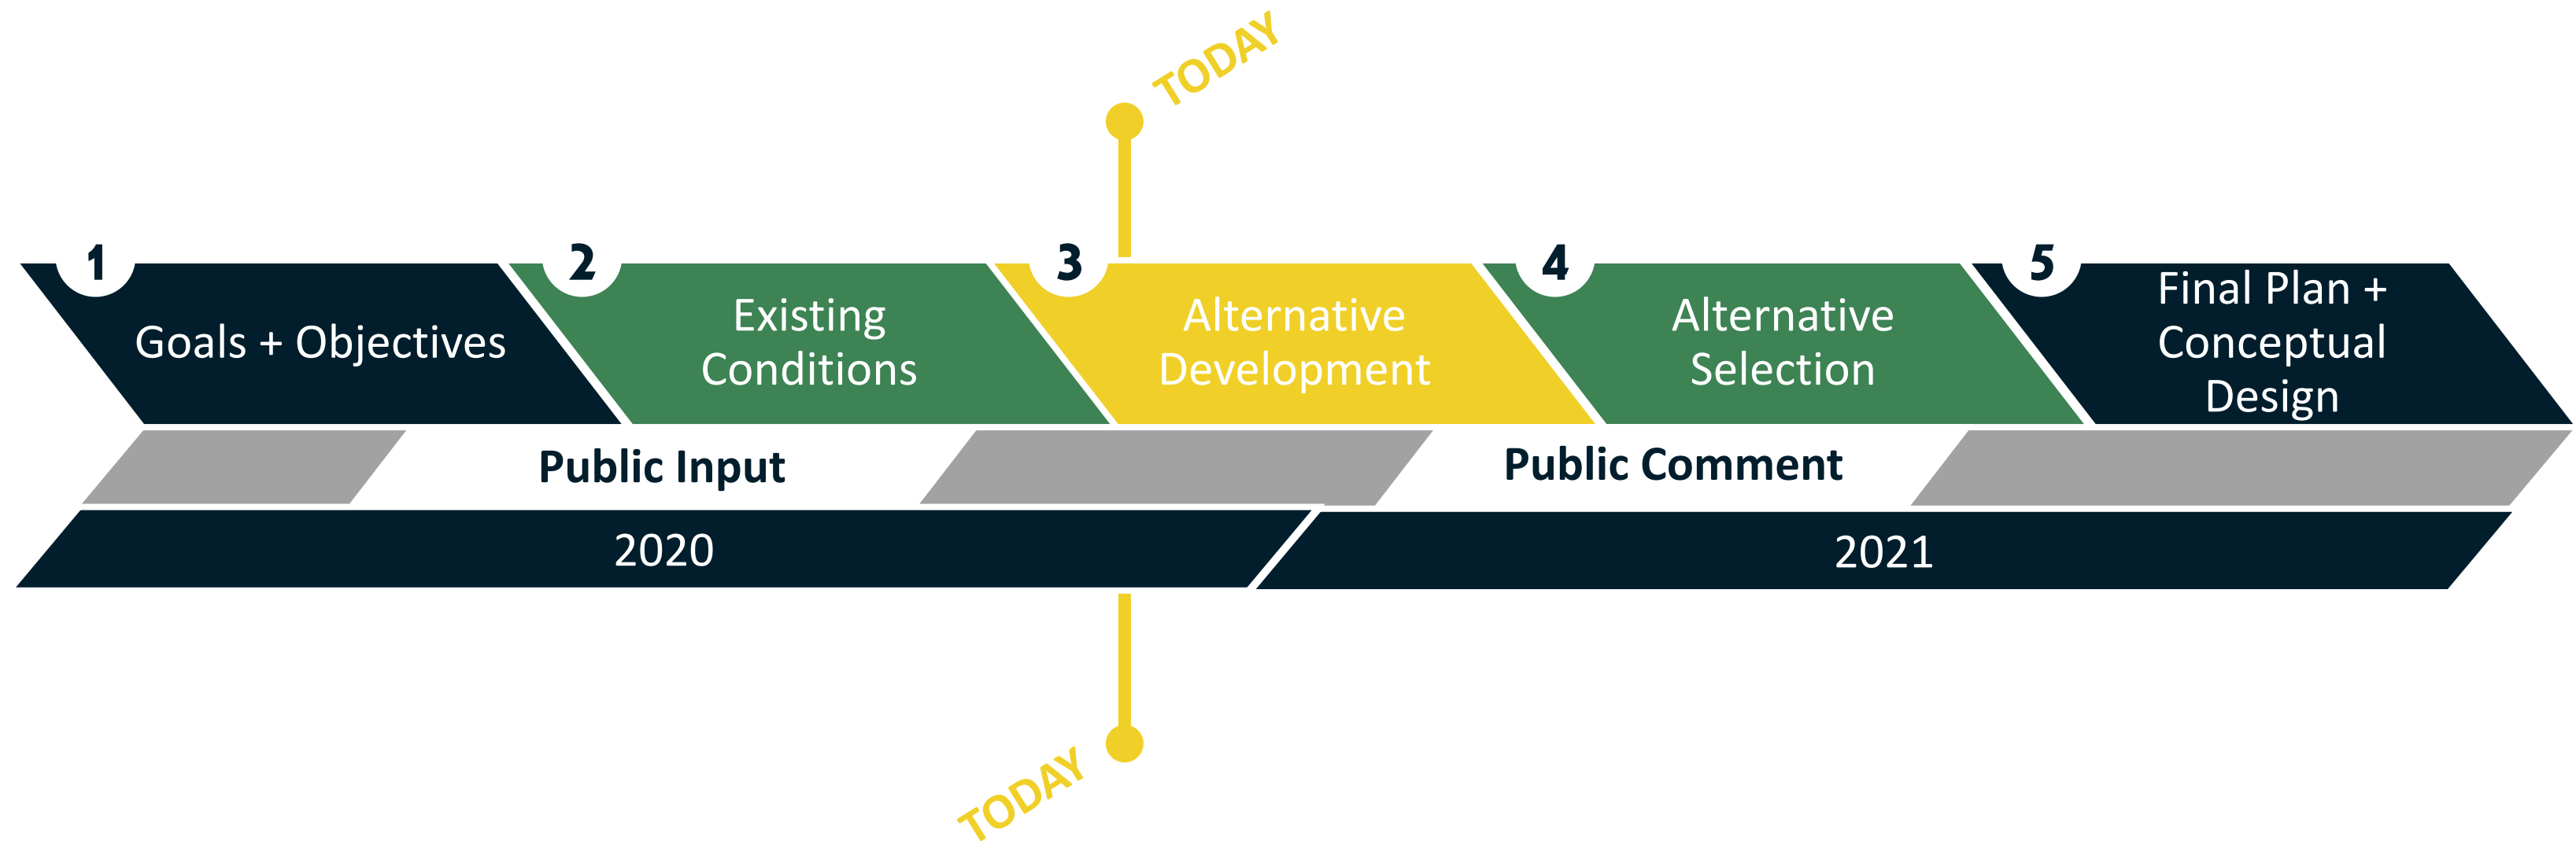 TODAY
1
Goals + Objectives
2
Existing
Conditions
3
Alternative
Development
4
Alternative
Selection
5
Final Plan +
Conceptual
Design
Public Input
Public Comment
2020
2021
TODAY